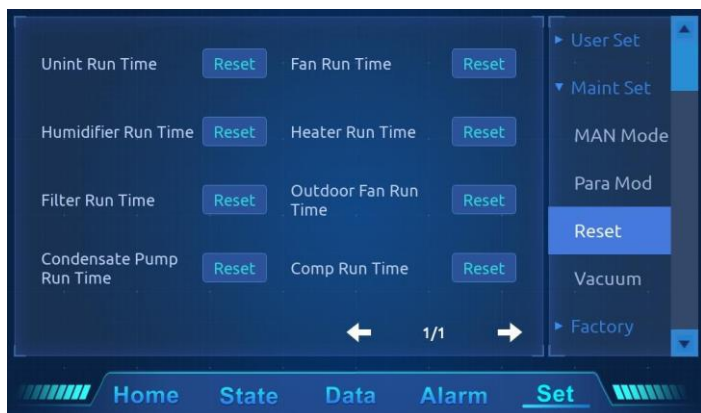 Unint Run Time Reset Fan Run Time Reset
Humidifier Run Time Reset Heater Run Time Reset
Filter Run Time Reset Outdoor Fan Run
Time Reset
Condensate Pump
Run Time Reset Comp Run Time Reset
1/1
User Set
Maint Set
MAN Mode
Para Mod
Reset
Vacuum
Factory
Home State Data Alarm Set